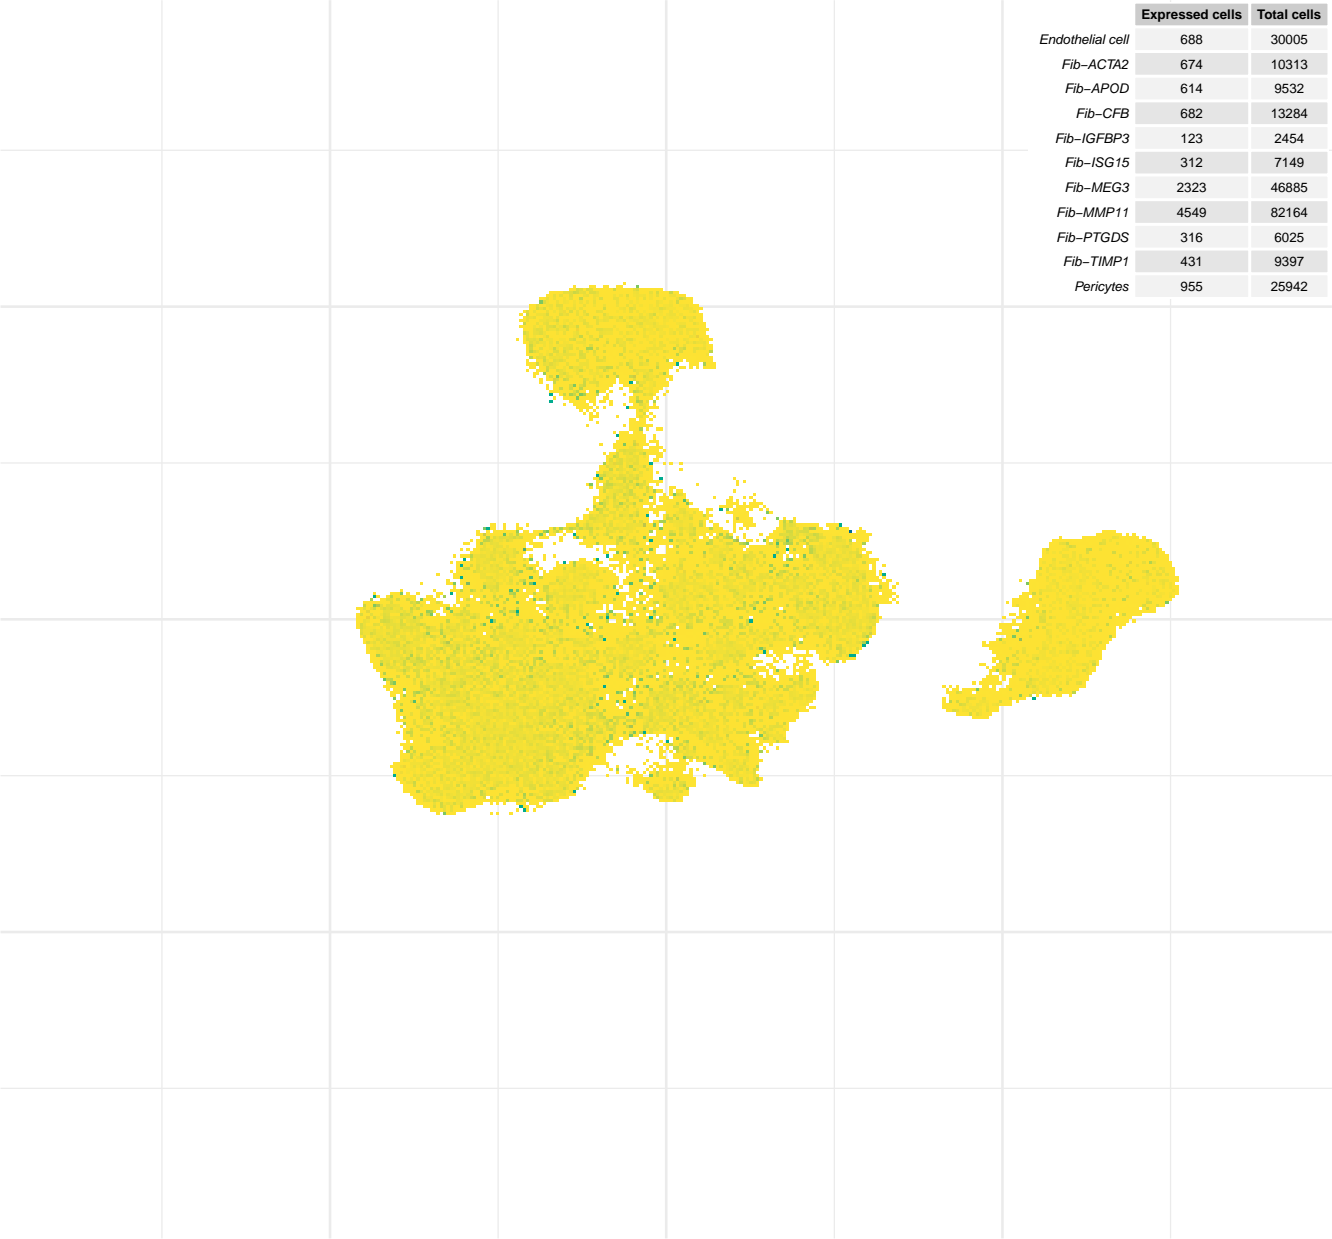 Expressed cells Total cells
Endothelial cell 688 30005
Fib−ACTA2 674 10313
Fib−APOD 614 9532
Fib−CFB 682 13284
Fib−IGFBP3 123 2454
Fib−ISG15 312 7149
Fib−MEG3 2323 46885
Fib−MMP11 4549 82164
Fib−PTGDS 316 6025
Fib−TIMP1 431 9397
Pericytes 955 25942